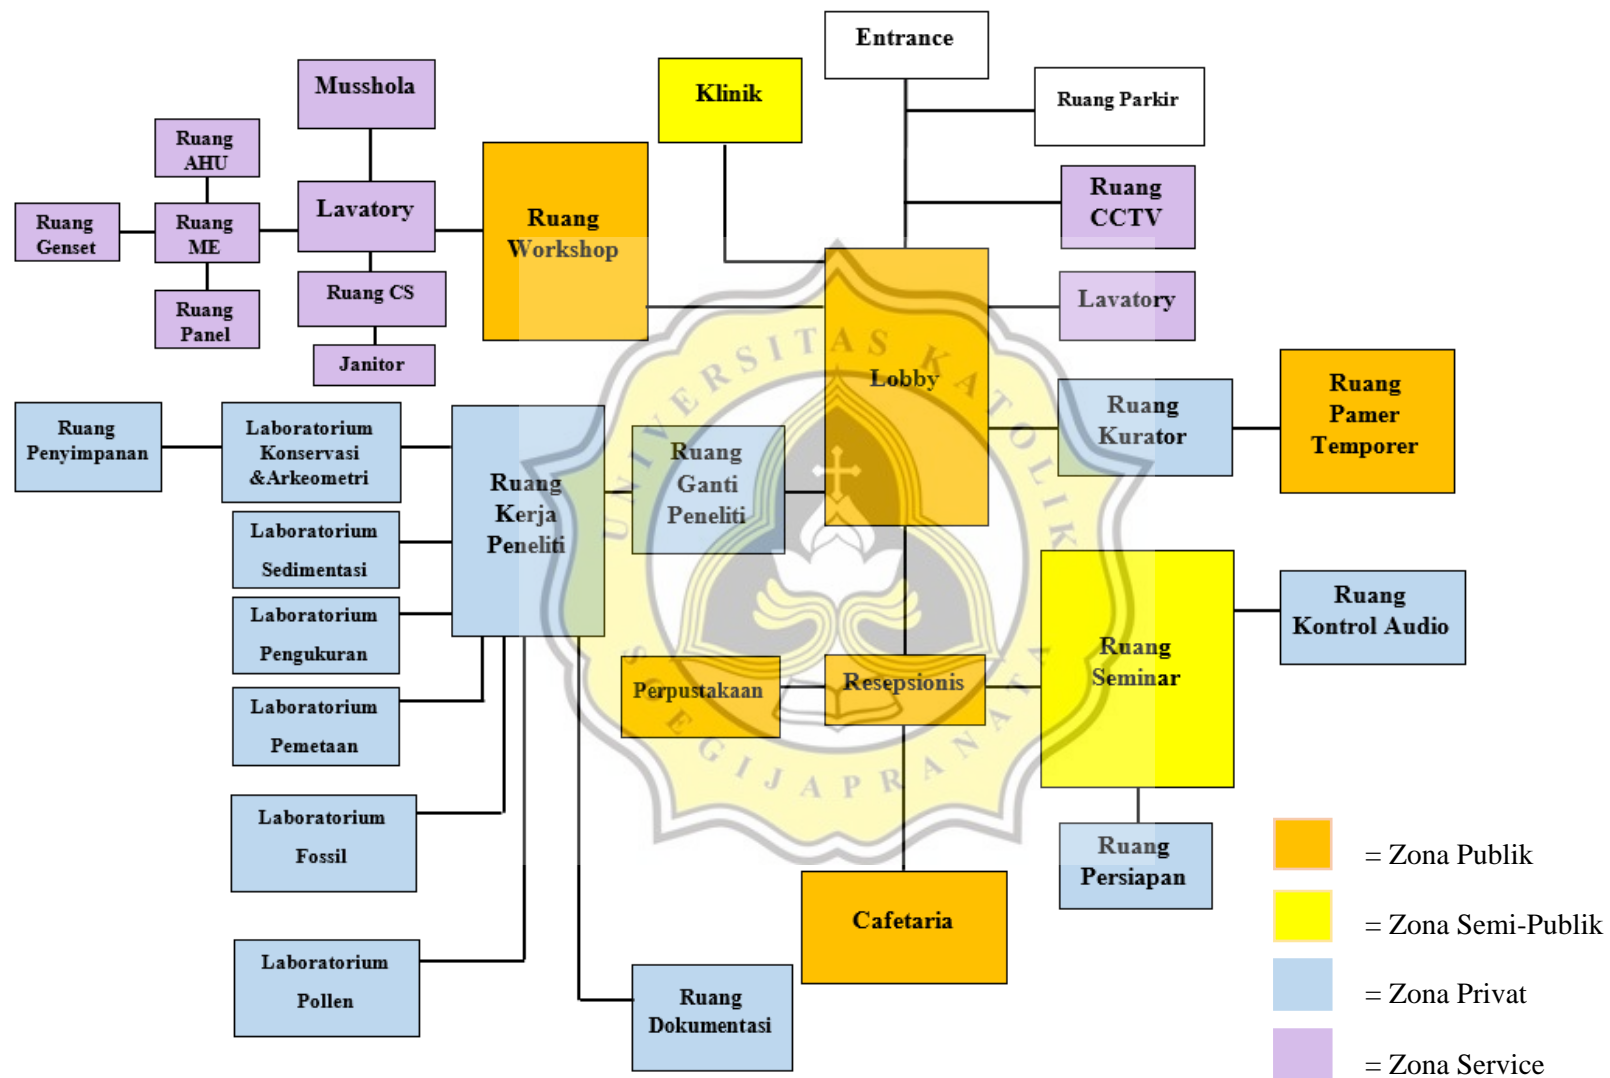 Entrance
Ruang Parkir
Klinik
Musshola
Ruang
AHU
Ruang
CCTV
Ruang
Genset
Ruang
ME
Lavatory
Ruang
Workshop
Ruang
Panel
Ruang CS
Janitor
Lavatory
Lobby
Ruang
Kurator
Ruang
Pamer
Temporer
Ruang
Penyimpanan
Laboratorium
Konservasi
&Arkeometri
Ruang
Kerja
Peneliti
Ruang
Ganti
Peneliti
Laboratorium
Sedimentasi
Laboratorium
Pengukuran
Laboratorium
Pemetaan
Laboratorium
Fossil
Laboratorium
Pollen
Perpustakaan
Resepsionis
Ruang
Seminar
Ruang
Kontrol Audio
Ruang
Persiapan
Cafetaria
Ruang
Dokumentasi
= Zona Publik
= Zona Semi-Publik
= Zona Privat
= Zona Service
UNIVERSITAS KATOLIK
SOEGIJAPRANATA